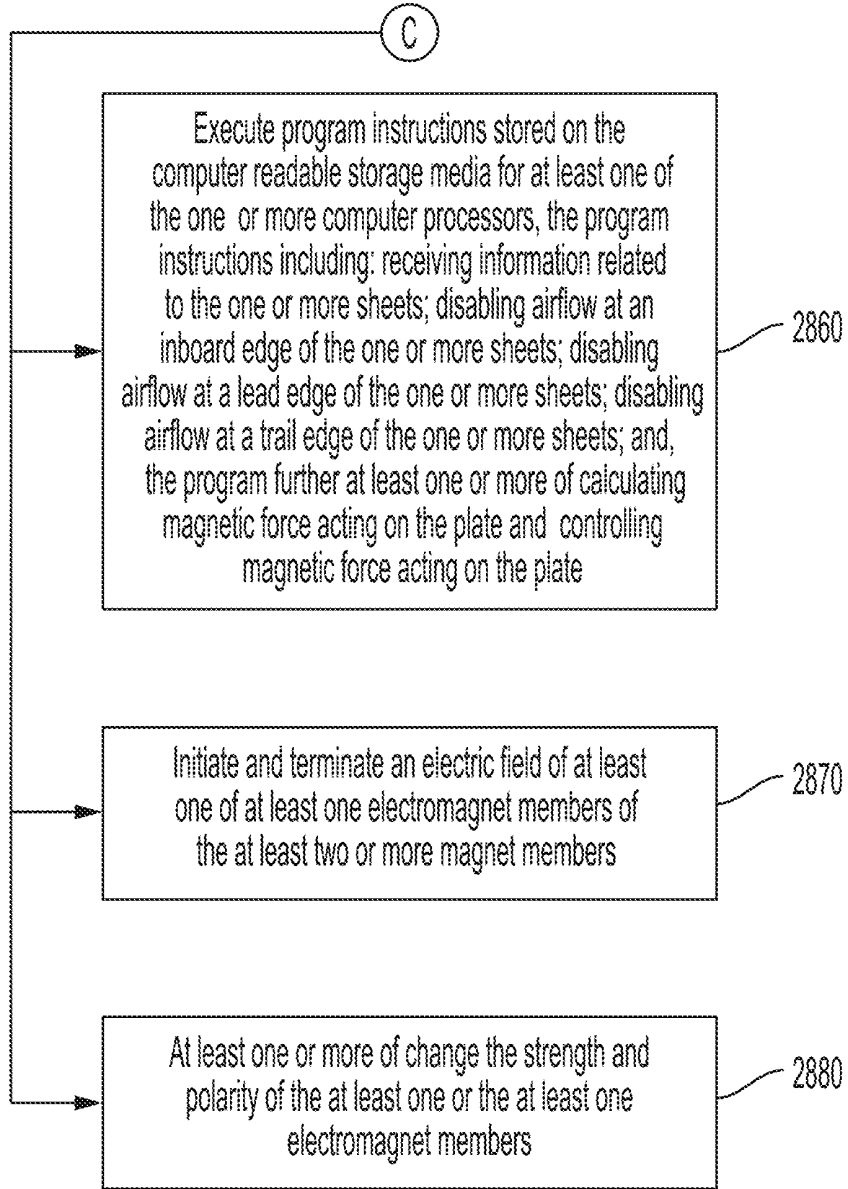 C
Execute program instructions stored on the
computer readable storage media for at least one of
the one or more computer processors, the program
instructions including: receiving information related
to the one or more sheets; disabling airflow at an
inboard edge of the one or more sheets; disabling
airflow at a lead edge of the one or more sheets; disabling
airflow at a trail edge of the one or more sheets; and,
the program further at least one or more of calculating
magnetic force acting on the plate and controlling
magnetic force acting on the plate
2860
Initiate and terminate an electric field of at least
one of at least one electromagnet members of
the at least two or more magnet members
2870
At least one or more of change the strength and
polarity of the at least one or the at least one
electromagnet members
2880